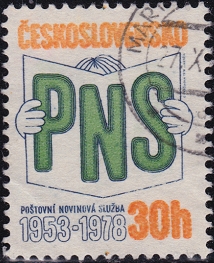 ČESKOSLOVENSKO
PNS
POŠTOVNÍ NOVINOVÁ SLUŽBA
1953-1978 30h